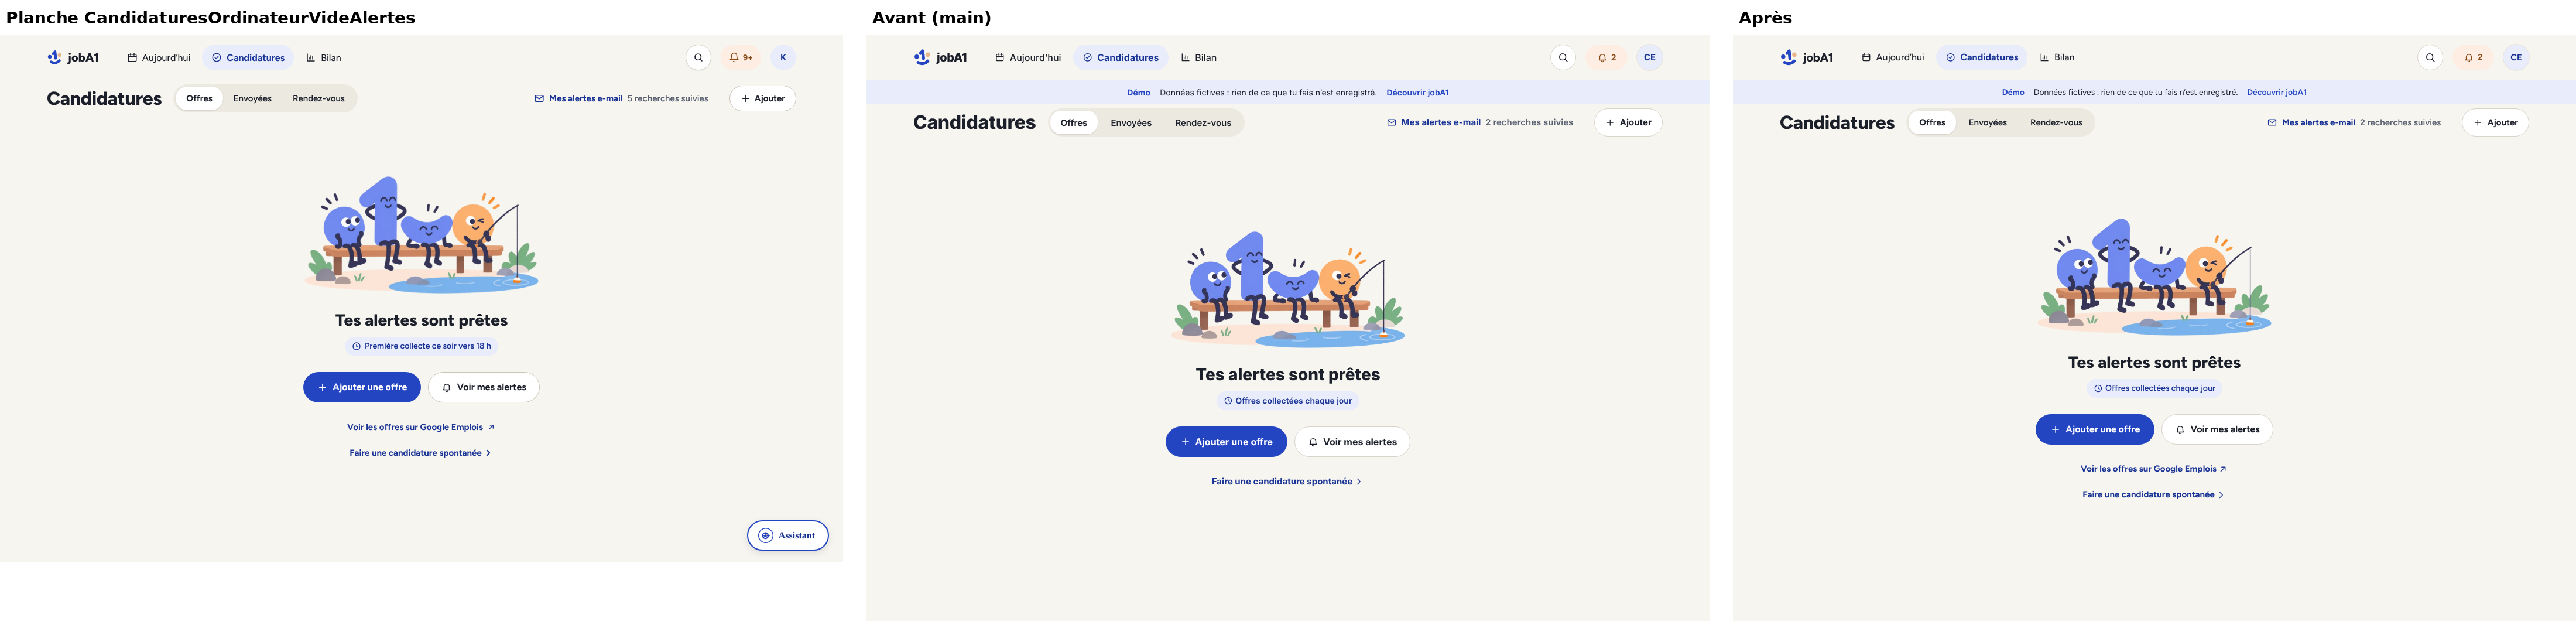 Planche CandidaturesOrdinateurVideAlertes
jobA1 Aujourd'hui Candidatures Bilan 9+ K
Candidatures Offres Envoyées Rendez-vous Mes alertes e-mail 5 recherches suivies Ajouter
Tes alertes sont prêtes
Première collecte ce soir vers 18 h
Ajouter une offre Voir mes alertes
Voir les offres sur Google Emplois
Faire une candidature spontanée
Assistant
Avant (main)
jobA1 Aujourd'hui Candidatures Bilan 2 CE
Démo Données fictives : rien de ce que tu fais n'est enregistré. Découvrir jobA1
Candidatures Offres Envoyées Rendez-vous Mes alertes e-mail 2 recherches suivies Ajouter
Tes alertes sont prêtes
Offres collectées chaque jour
Ajouter une offre Voir mes alertes
Faire une candidature spontanée
Après
jobA1 Aujourd'hui Candidatures Bilan 2 CE
Démo Données fictives : rien de ce que tu fais n'est enregistré. Découvrir jobA1
Candidatures Offres Envoyées Rendez-vous Mes alertes e-mail 2 recherches suivies Ajouter
Tes alertes sont prêtes
Offres collectées chaque jour
Ajouter une offre Voir mes alertes
Voir les offres sur Google Emplois
Faire une candidature spontanée